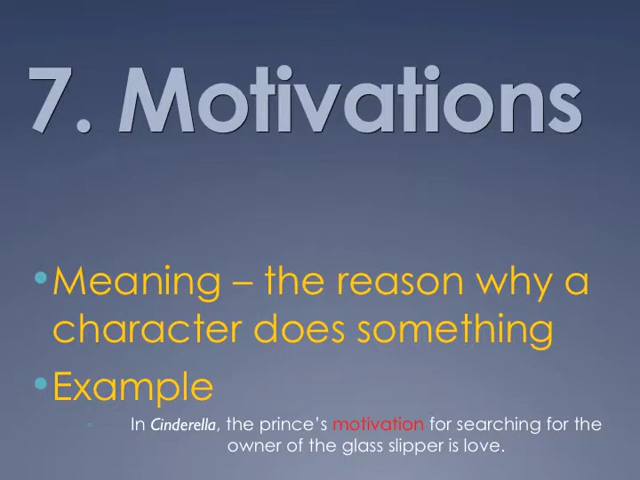 7. Motivations
•Meaning – the reason why a
character does something
•Example
▫ In Cinderella, the prince's motivation for searching for the
owner of the glass slipper is love.